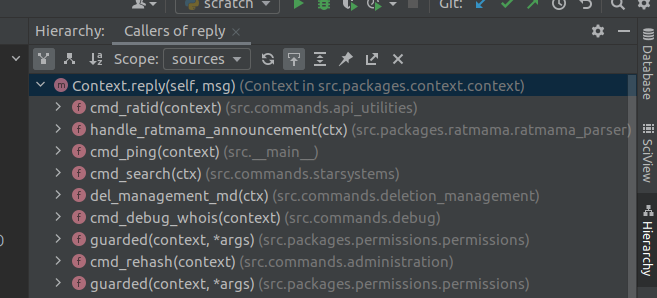 scratch
Git:
Hierarchy: Callers of reply
Scope: sources
Context.reply(self, msg) (Context in src.packages.context.context)
cmd_ratid(context) (src.commands.api_utilities)
handle_ratmama_announcement(ctx) (src.packages.ratmama.ratmama_parser)
cmd_ping(context) (src.__main__)
cmd_search(ctx) (src.commands.starsystems)
del_management_md(ctx) (src.commands.deletion_management)
cmd_debug_whois(context) (src.commands.debug)
guarded(context, *args) (src.packages.permissions.permissions)
cmd_rehash(context) (src.commands.administration)
guarded(context, *args) (src.packages.permissions.permissions)
Database
SciView
Hierarchy